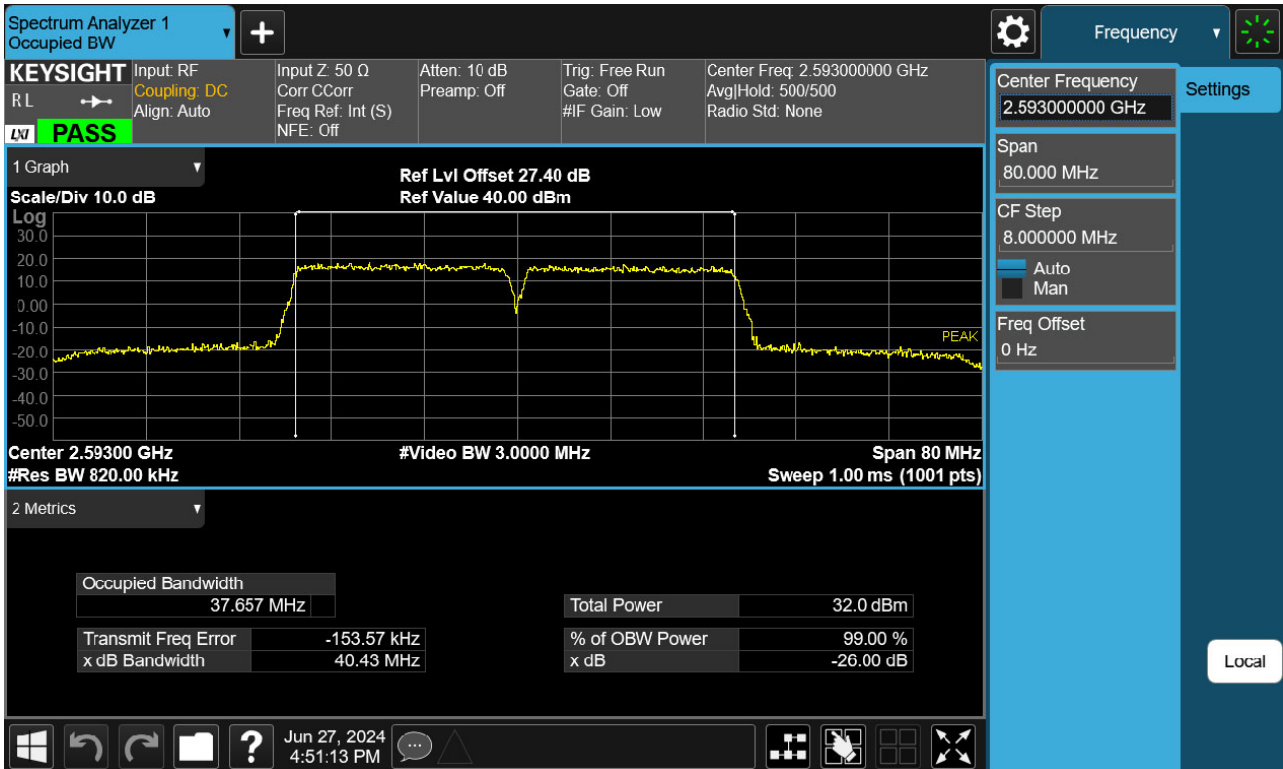 Spectrum Analyzer 1
Occupied BW
+
Frequency
KEYSIGHT
R L
LXI
PASS
Input: RF
Coupling: DC
Align: Auto
Input Z: 50 Ω
Corr CCorr
Freq Ref: Int (S)
NFE: Off
Atten: 10 dB
Preamp: Off
Trig: Free Run
Gate: Off
#IF Gain: Low
Center Freq: 2.593000000 GHz
Avg|Hold: 500/500
Radio Std: None
1 Graph
Scale/Div 10.0 dB
Ref Lvl Offset 27.40 dB
Ref Value 40.00 dBm
Log
30.0
20.0
10.0
0.00
-10.0
-20.0
-30.0
-40.0
-50.0
PEAK
Center 2.59300 GHz
#Video BW 3.0000 MHz
Span 80 MHz
#Res BW 820.00 kHz
Sweep 1.00 ms (1001 pts)
2 Metrics
Occupied Bandwidth
37.657 MHz
Total Power 32.0 dBm
Transmit Freq Error -153.57 kHz
% of OBW Power 99.00 %
x dB Bandwidth 40.43 MHz
x dB -26.00 dB
?
Jun 27, 2024
4:51:13 PM
Center Frequency
2.593000000 GHz
Settings
Span
80.000 MHz
CF Step
8.000000 MHz
Auto
Man
Freq Offset
0 Hz
Local